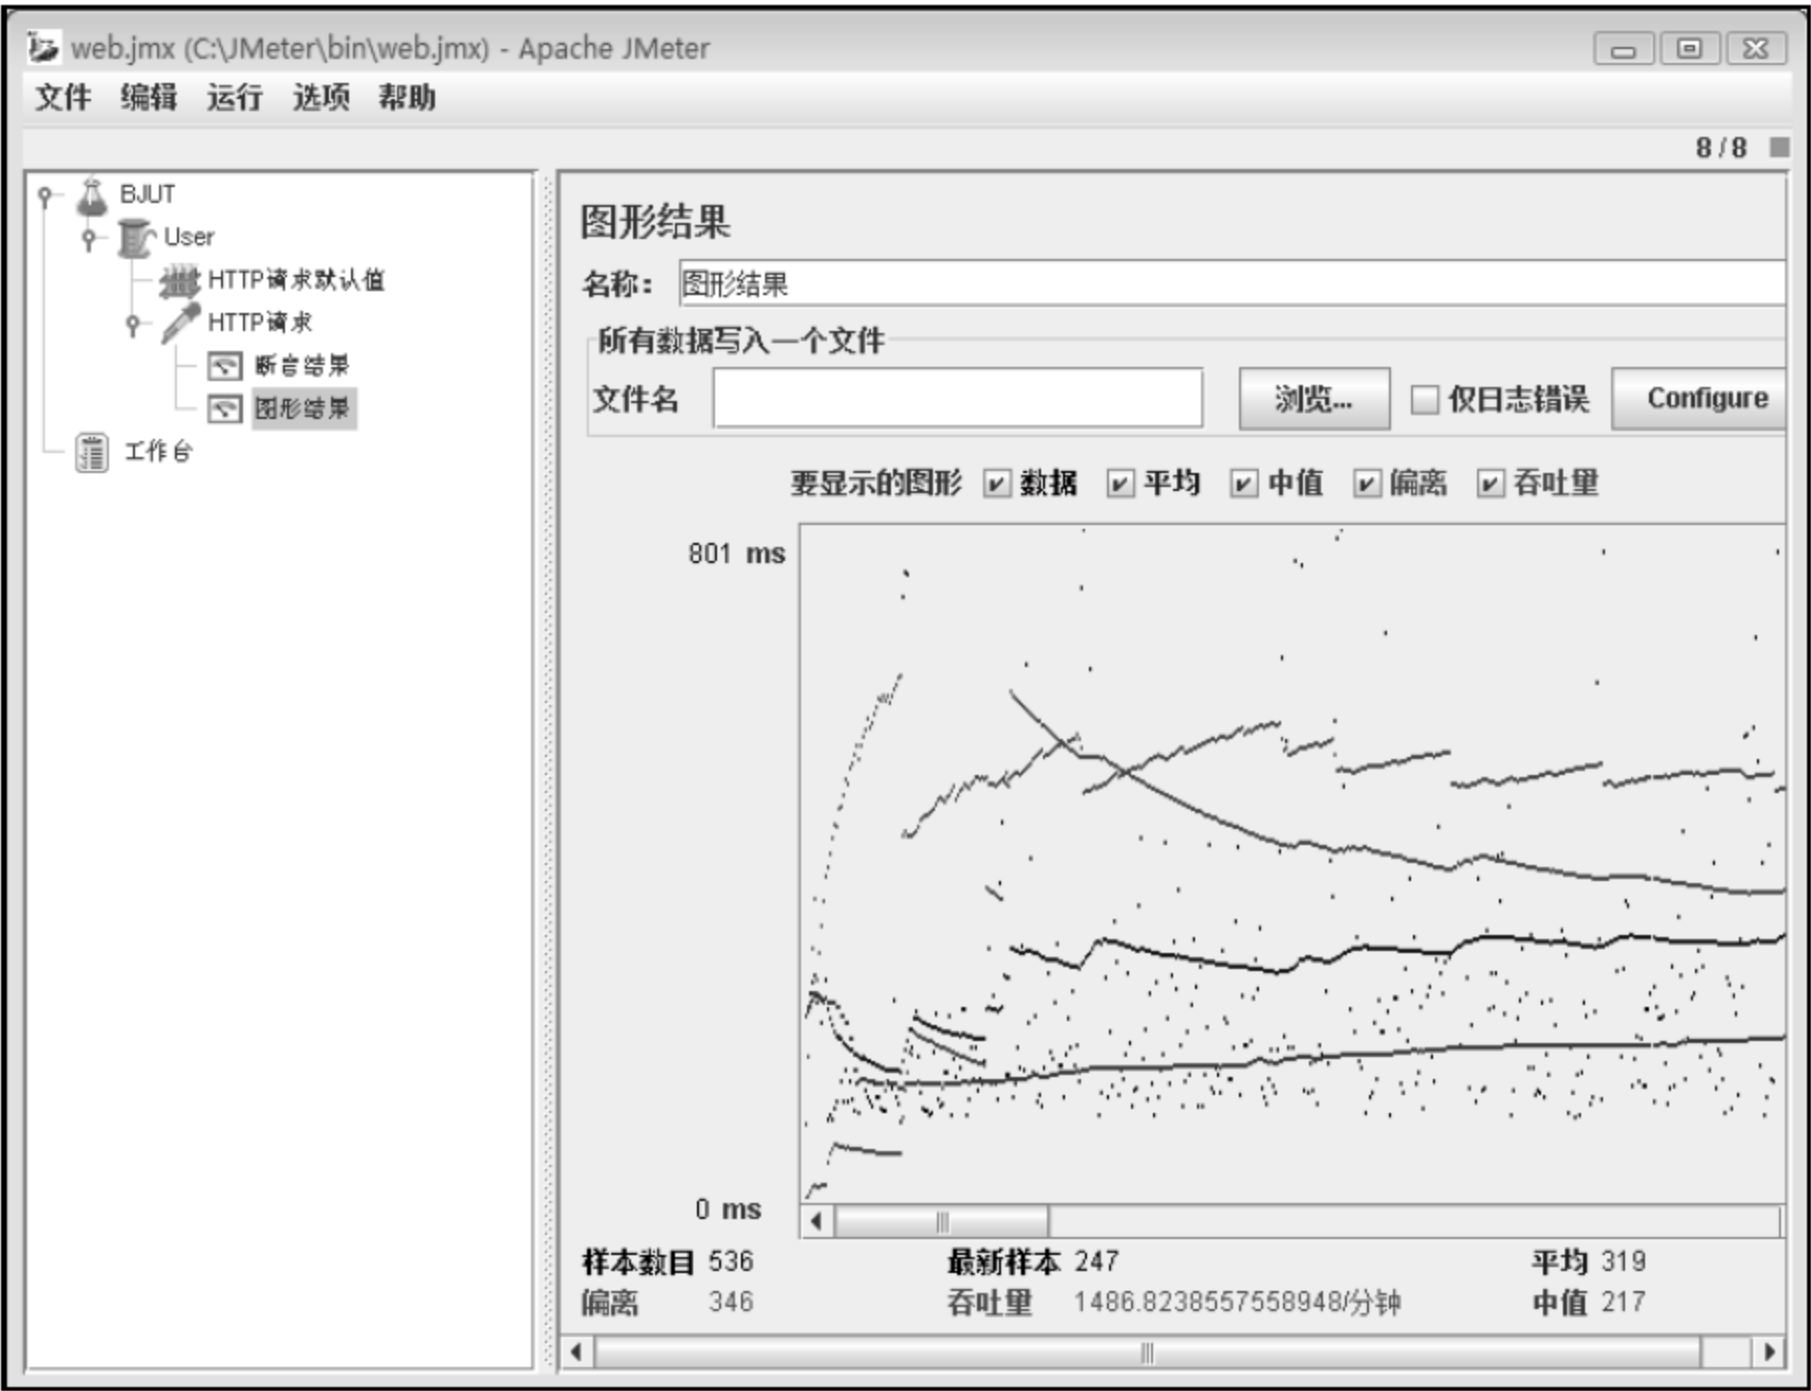 web.jmx (C:\JMeter\bin\web.jmx) - Apache JMeter
文件 编辑 运行 选项 帮助
8/8
BJUT
User
HTTP请求默认值
HTTP请求
断言结果
图形结果
工作台
图形结果
名称： 图形结果
所有数据写入一个文件
文件名 浏览... 仅日志错误 Configure
要显示的图形 数据 平均 中值 偏离 吞吐量
801 ms
0 ms
样本数目 536 最新样本 247 平均 319
偏离 346 吞吐量 1486.8238557558948/分钟 中值 217